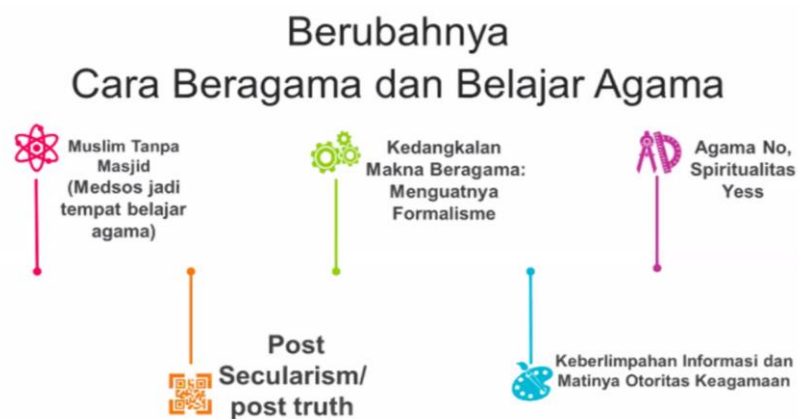 Berubahnya
Cara Beragama dan Belajar Agama
Muslim Tanpa
Masjid
(Medsos jadi
tempat belajar
agama)
Post
Secularism/
post truth
Kedangkalan
Makna Beragama:
Menguatnya
Formalisme
Keberlimpahan Informasi dan
Matinya Otoritas Keagamaan
Agama No,
Spiritualitas
Yess